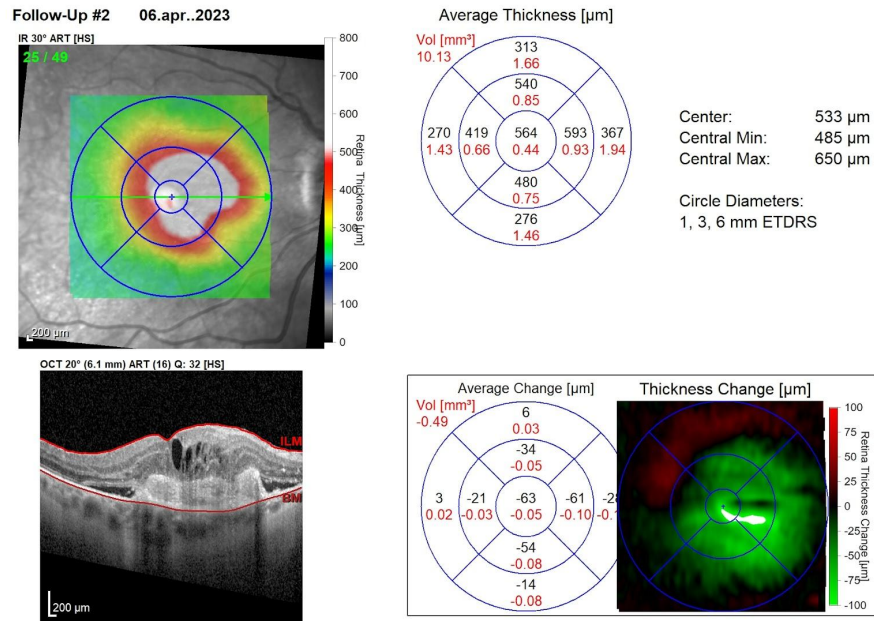 Follow-Up #2 06.apr..2023
IR 30° ART [HS]
25 / 49
800
700
600
500
400
300
200
100
0
Retina Thickness [µm]
200 µm
Average Thickness [µm]
Vol [mm³]
10.13
313
1.66
540
0.85
270 419 564 593 367
1.43 0.66 0.44 0.93 1.94
480
0.75
276
1.46
Center: 533 µm
Central Min: 485 µm
Central Max: 650 µm
Circle Diameters:
1, 3, 6 mm ETDRS
OCT 20° (6.1 mm) ART (16) Q: 32 [HS]
ILM
BM
200 µm
Average Change [µm]
Vol [mm³]
-0.49
6
0.03
-34
-0.05
3 -21 -63 -61
0.02 -0.03 -0.05 -0.10
-54
-0.08
-14
-0.08
Thickness Change [µm]
100
75
50
25
0
-25
-50
-75
-100
Retina Thickness Change [µm]